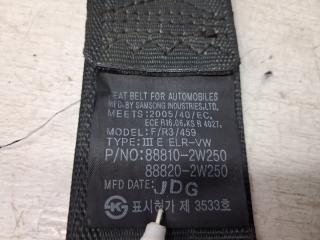 SEAT BELT FOR AUTOMOBILES
MFD.BY SAMSONG INDUSTRIES,LTD.
MEETS:2005/40/EC,
ECE R16.06,KS R 4027,
MODEL:F/R3/459
TYPE:ⅢE ELR-VW
P/NO:88810-2W250
88820-2W250
MFD DATE:JDG
표시허가 제 3533호